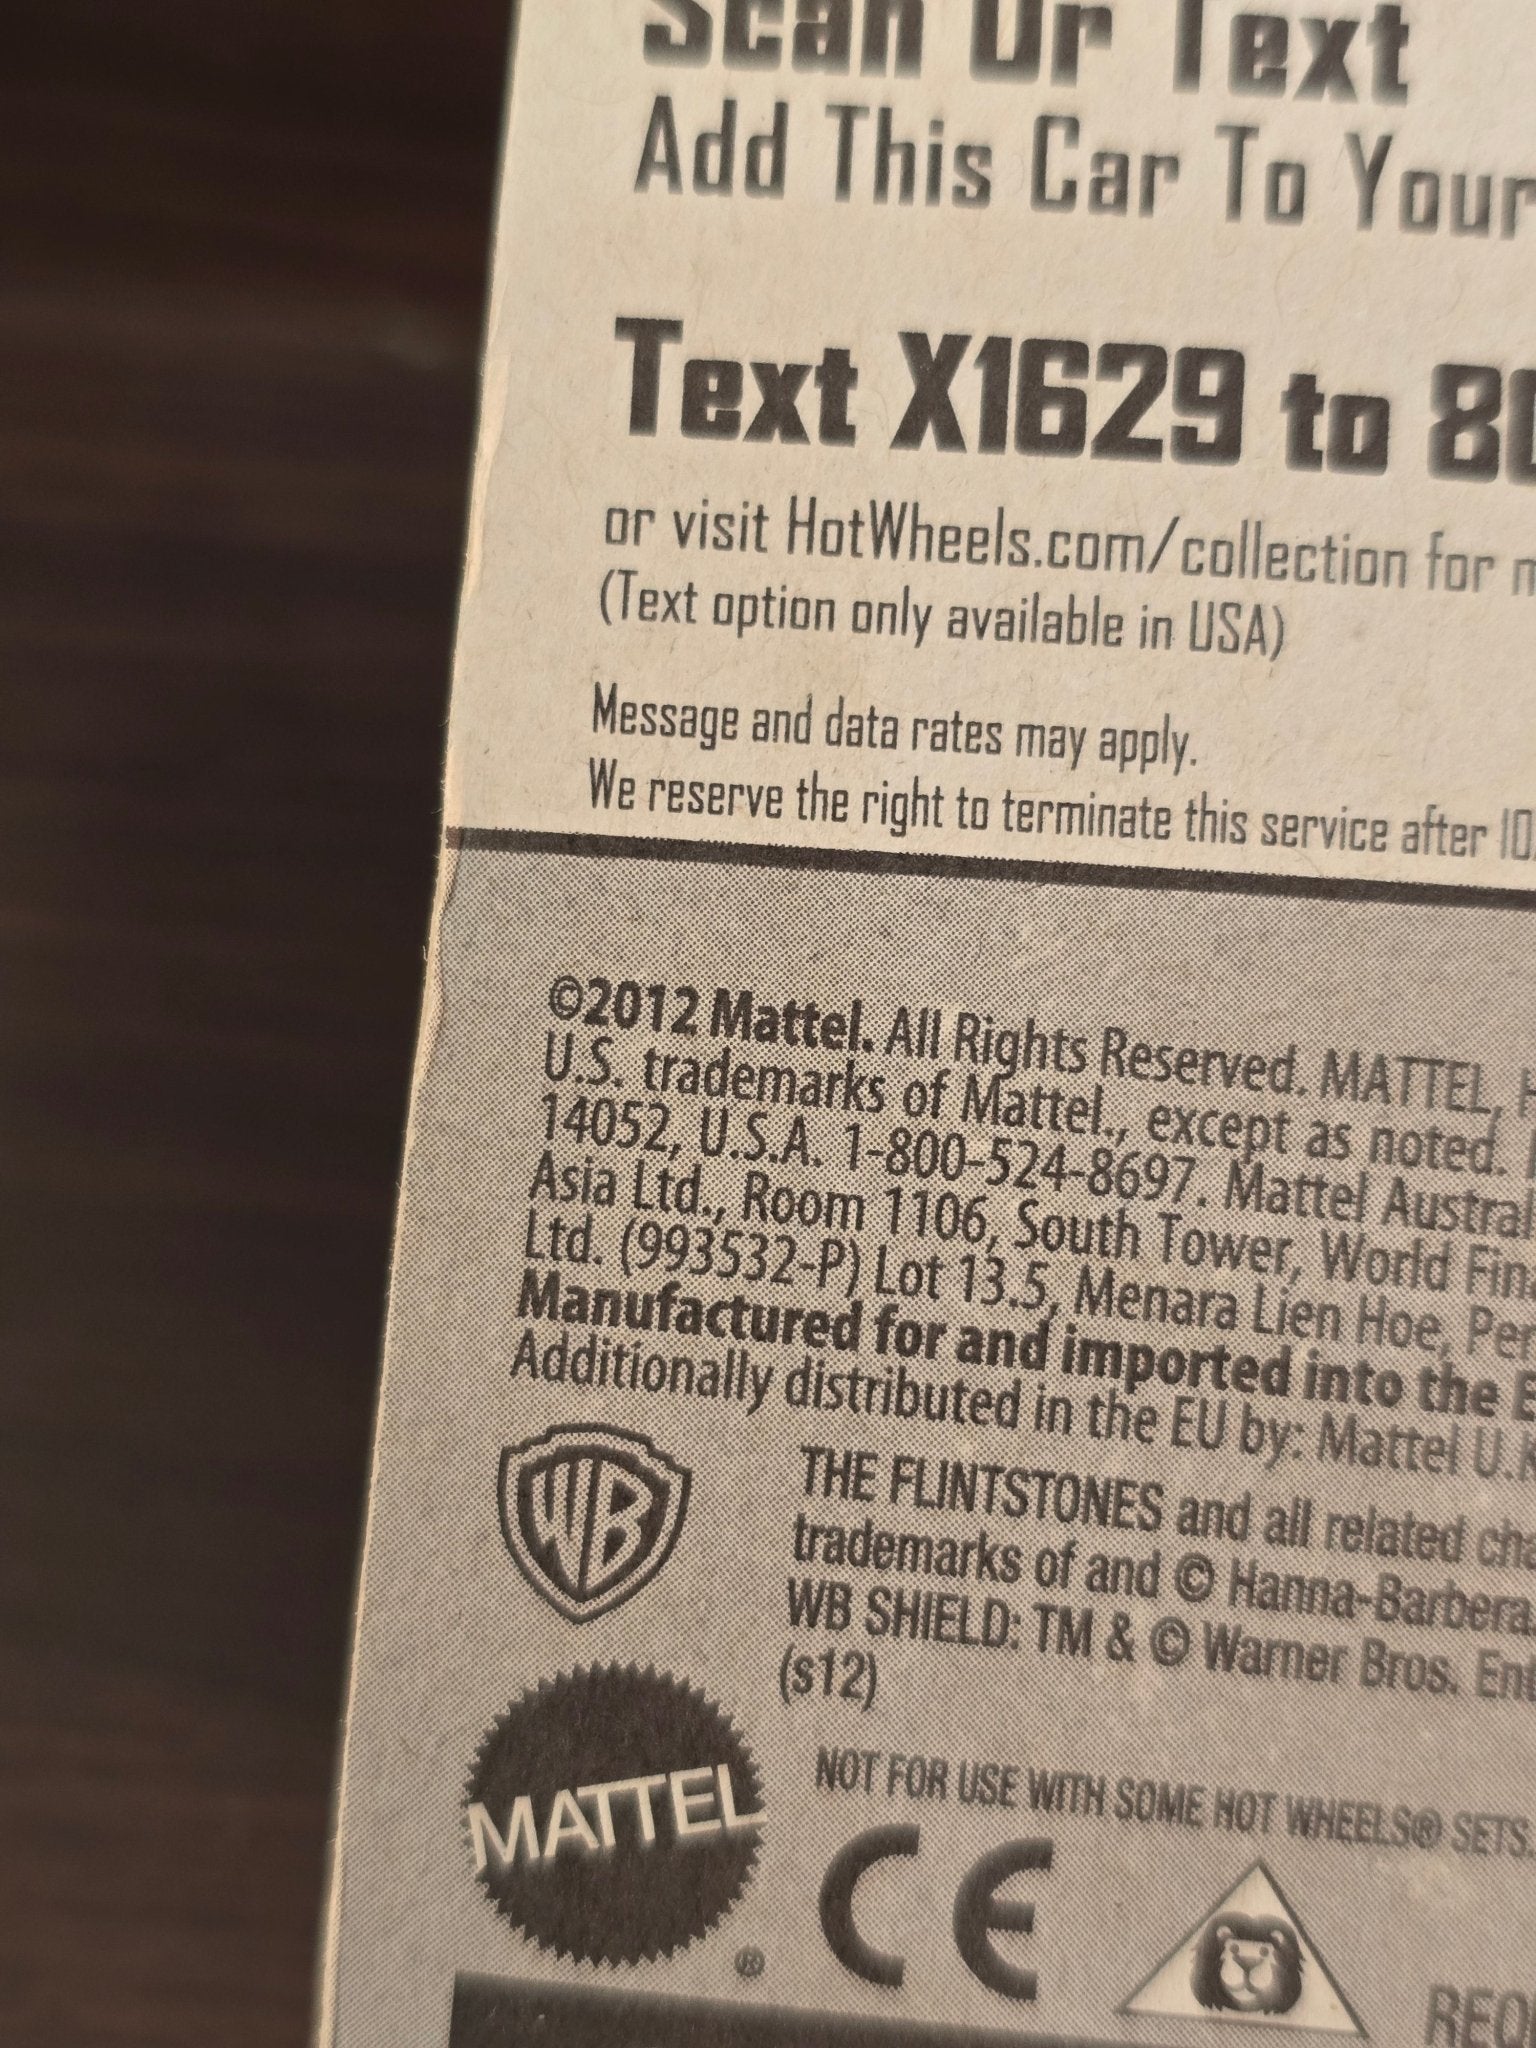 Scan Or Text
Add This Car To Your
Text X1629 to
or visit HotWheels.com/collection for
(Text option only available in USA)
Message and data rates may apply.
We reserve the right to terminate this service after
©2012 Mattel. All Rights Reserved. MATTEL,
U.S. trademarks of Mattel., except as noted.
14052, U.S.A. 1-800-524-8697. Mattel
Asia Ltd., Room 1106, South Tower, World
Ltd. (993532-P) Lot 13.5, Menara Lien Hoe,
Manufactured for and imported into the
Additionally distributed in the EU by: Mattel
WB
THE FLINTSTONES and all related
trademarks of and © Hanna-Barbera
WB SHIELD: TM & © Warner Bros.
(s12)
MATTEL
®
NOT FOR USE WITH SOME HOT WHEELS® SETS.
CE